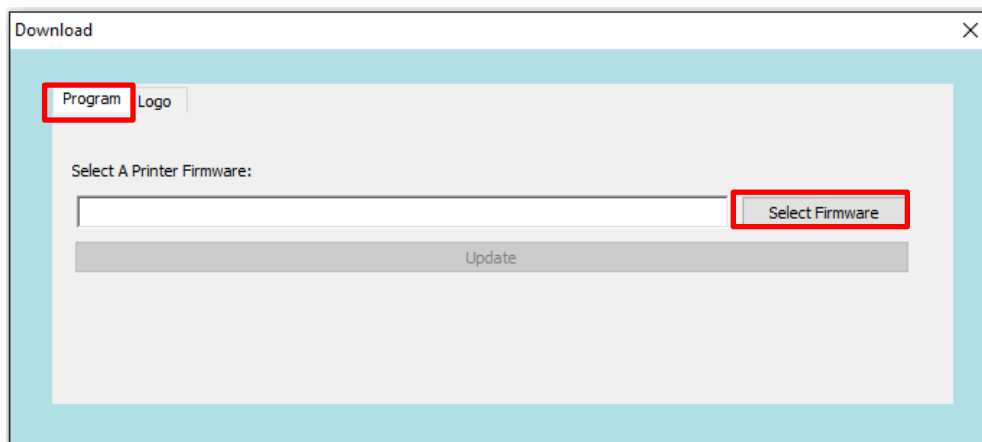 Download
Program
Logo
Select A Printer Firmware:
Select Firmware
Update